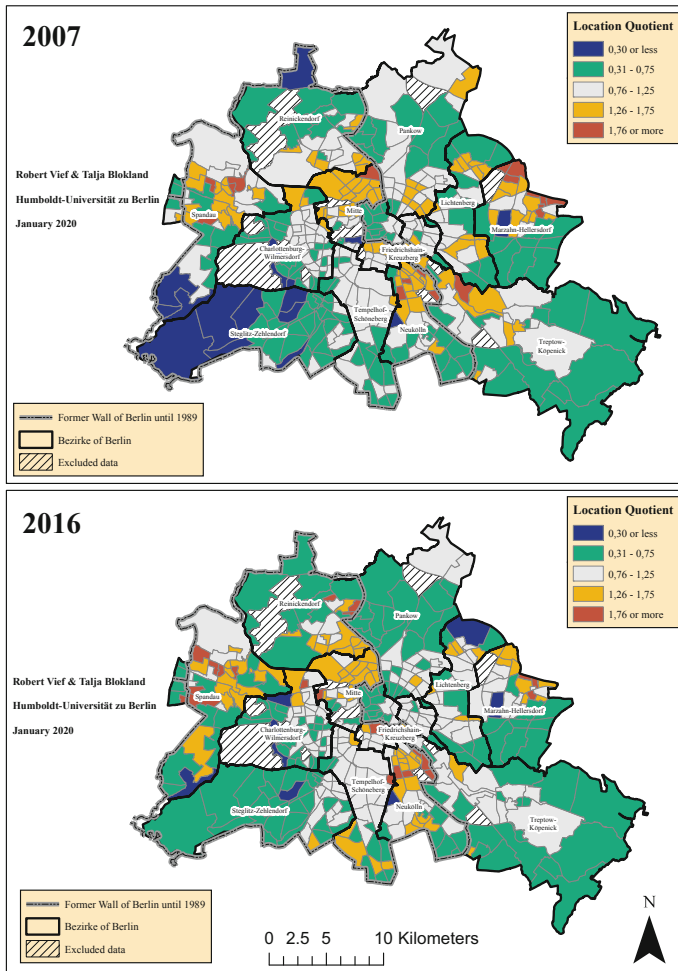 2007
Location Quotient
0,30 or less
0,31 - 0,75
0,76 - 1,25
1,26 - 1,75
1,76 or more
Reinickendorf
Pankow
Robert Vief & Talja Blokland
Humboldt-Universität zu Berlin
January 2020
Spandau
Mitte
Lichtenberg
Marzahn-Hellersdorf
Charlottenburg-
Wilmersdorf
Friedrichshain-
Kreuzberg
Tempelhof-
Schöneberg
Steglitz-Zehlendorf
Neukölln
Treptow-
Köpenick
Former Wall of Berlin until 1989
Bezirke of Berlin
Excluded data
2016
Location Quotient
0,30 or less
0,31 - 0,75
0,76 - 1,25
1,26 - 1,75
1,76 or more
Reinickendorf
Pankow
Robert Vief & Talja Blokland
Humboldt-Universität zu Berlin
January 2020
Spandau
Mitte
Lichtenberg
Marzahn-Hellersdorf
Charlottenburg-
Wilmersdorf
Friedrichshain-
Kreuzberg
Tempelhof-
Schöneberg
Steglitz-Zehlendorf
Neukölln
Treptow-
Köpenick
Former Wall of Berlin until 1989
Bezirke of Berlin
Excluded data
0 2.5 5 10 Kilometers
N